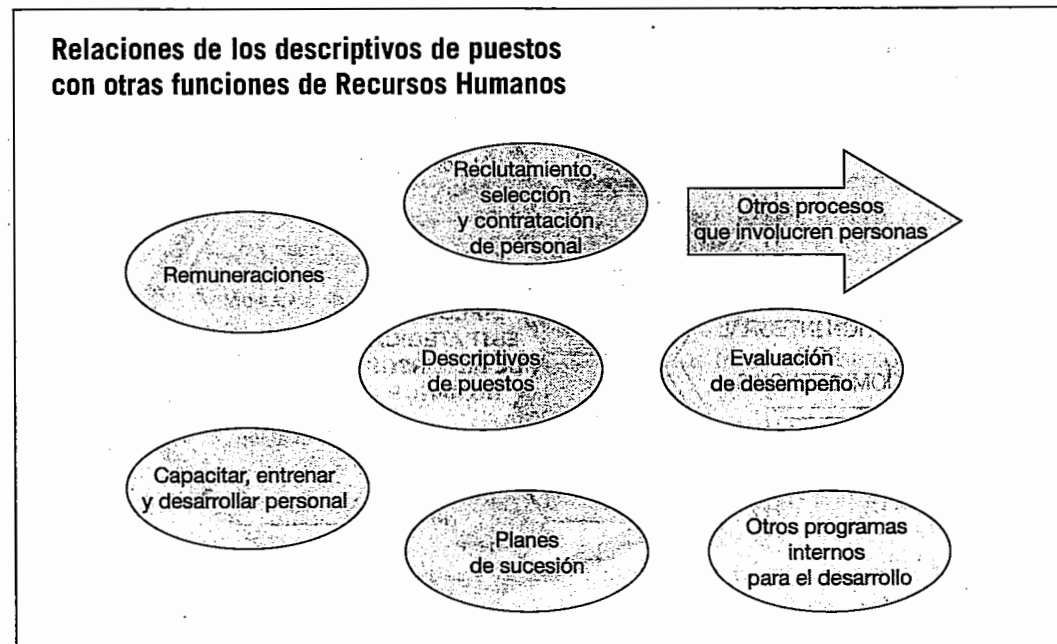 Relaciones de los descriptivos de puestos
con otras funciones de Recursos Humanos
Reclutamiento,
selección
y contratación
de personal
Otros procesos
que involucren personas
Remuneraciones
Descriptivos
de puestos
Evaluación
de desempeño
Capacitar, entrenar
y desarrollar personal
Planes
de sucesión
Otros programas
internos
para el desarrollo